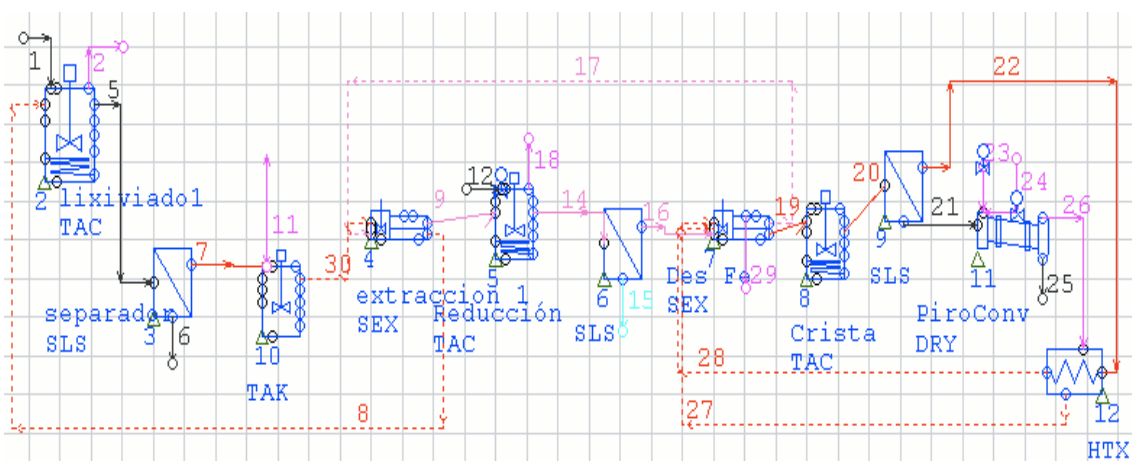 17
22
1
2
5
2 lixiviado1
TAC
7
separador
3
SLS
6
11
30
10
TAK
8
9
4
extraccion 1
SEX
12
18
14
5
Reducción
TAC
16
6
SLS
15
7
Des Fe
SEX
29
19
20
8
Crista
TAC
9
SLS
21
23
24
26
11
25
PiroConv
DRY
28
27
12
HTX